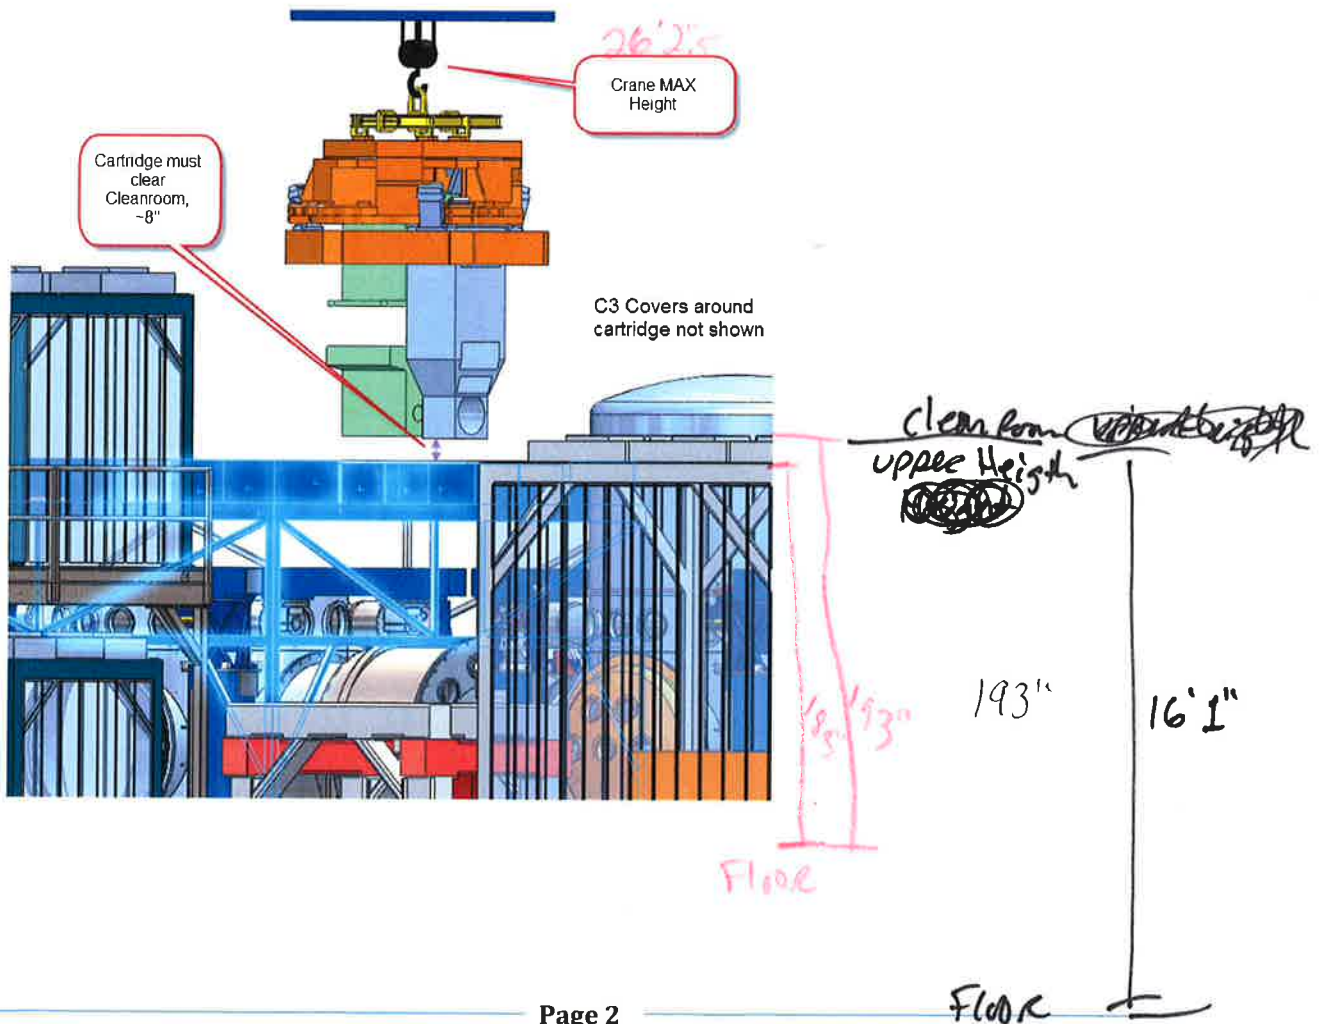 26'2".5
Crane MAX
Height
Cartridge must
clear
Cleanroom,
~8"
C3 Covers around
cartridge not shown
Clean Room
upper Heigth
193"
193"
16'1"
Floor
Floor
Page 2